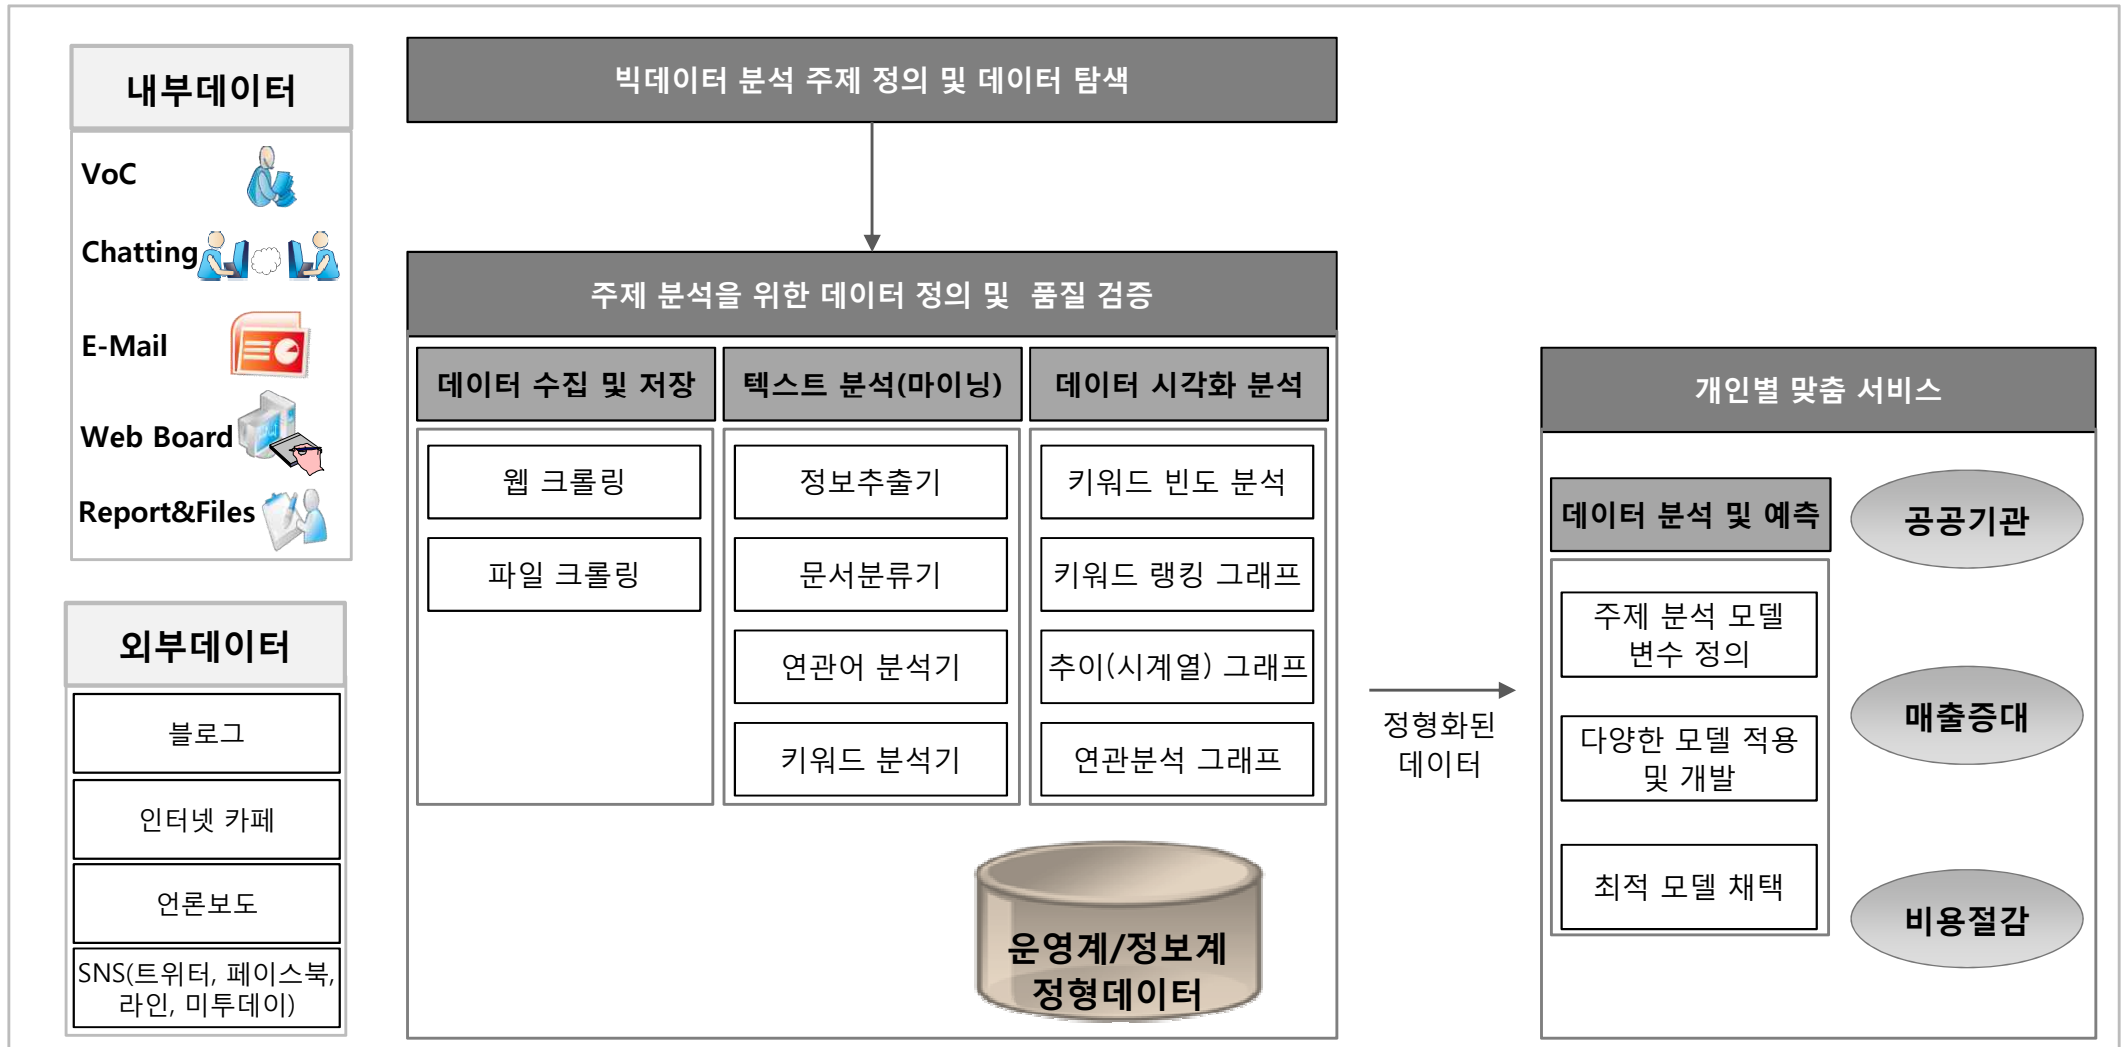 내부데이터
VoC
Chatting
E-Mail
Web Board
Report&Files
외부데이터
블로그
인터넷 카페
언론보도
SNS(트위터, 페이스북,
라인, 미투데이)
빅데이터 분석 주제 정의 및 데이터 탐색
주제 분석을 위한 데이터 정의 및 품질 검증
데이터 수집 및 저장
웹 크롤링
파일 크롤링
텍스트 분석(마이닝)
정보추출기
문서분류기
연관어 분석기
키워드 분석기
데이터 시각화 분석
키워드 빈도 분석
키워드 랭킹 그래프
추이(시계열) 그래프
연관분석 그래프
운영계/정보계
정형데이터
정형화된
데이터
개인별 맞춤 서비스
데이터 분석 및 예측
주제 분석 모델
변수 정의
다양한 모델 적용
및 개발
최적 모델 채택
공공기관
매출증대
비용절감